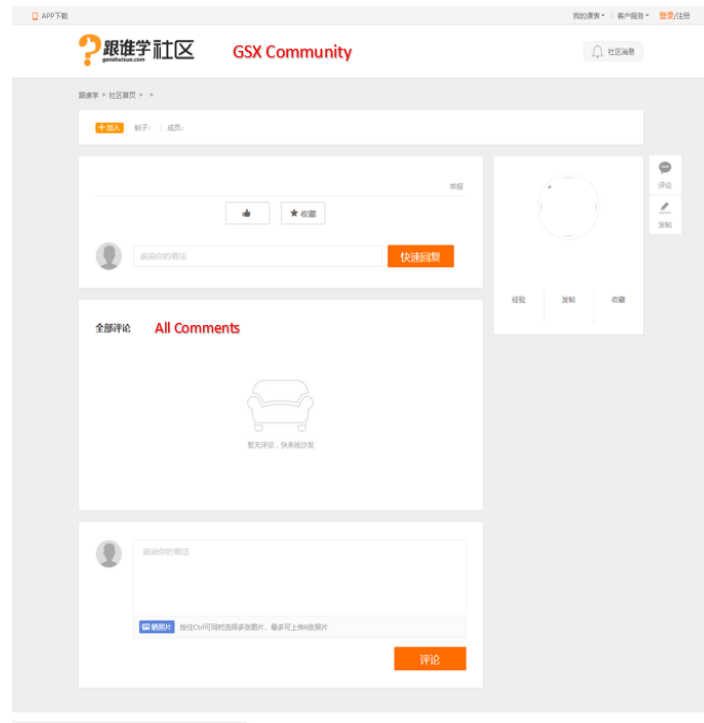 APP下载 我的课表 客户服务 登录/注册
跟谁学社区 GSX Community 社区消息
genshuixue.com
跟谁学 > 社区首页 > >
+加入 帖子: | 成员:
举报
评论
收藏
发帖
说说你的看法 快速回复
经验 发帖 收藏
全部评论 All Comments
暂无评论，快来抢沙发
说说你的看法
晒照片 按住Ctrl可同时选择多张图片，最多可上传6张照片
评论